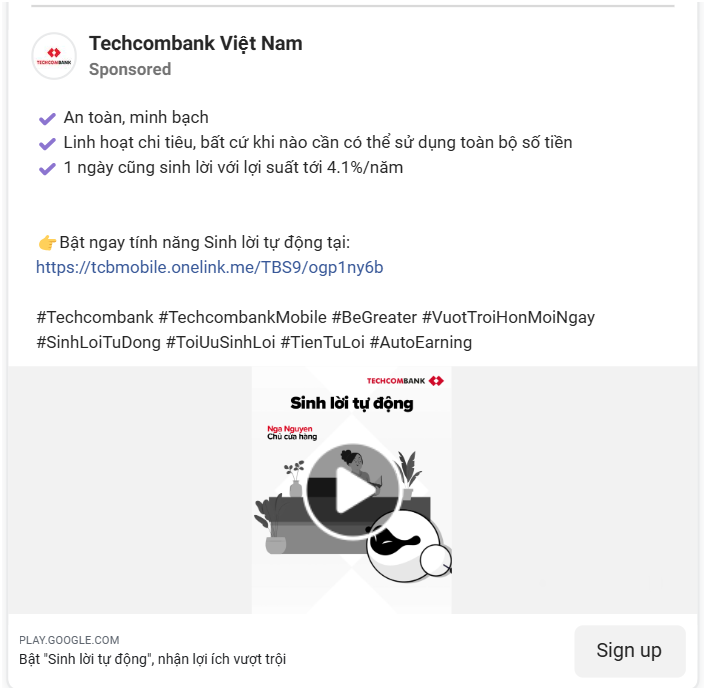 TECHCOMBANK
Techcombank Việt Nam
Sponsored
An toàn, minh bạch
Linh hoạt chi tiêu, bất cứ khi nào cần có thể sử dụng toàn bộ số tiền
1 ngày cũng sinh lời với lợi suất tới 4.1%/năm
Bật ngay tính năng Sinh lời tự động tại:
https://tcbmobile.onelink.me/TBS9/ogp1ny6b
#Techcombank #TechcombankMobile #BeGreater #VuotTroiHonMoiNgay
#SinhLoiTuDong #ToiUuSinhLoi #TienTuLoi #AutoEarning
TECHCOMBANK
Sinh lời tự động
Nga Nguyen
Chủ cửa hàng
PLAY.GOOGLE.COM
Bật "Sinh lời tự động", nhận lợi ích vượt trội
Sign up